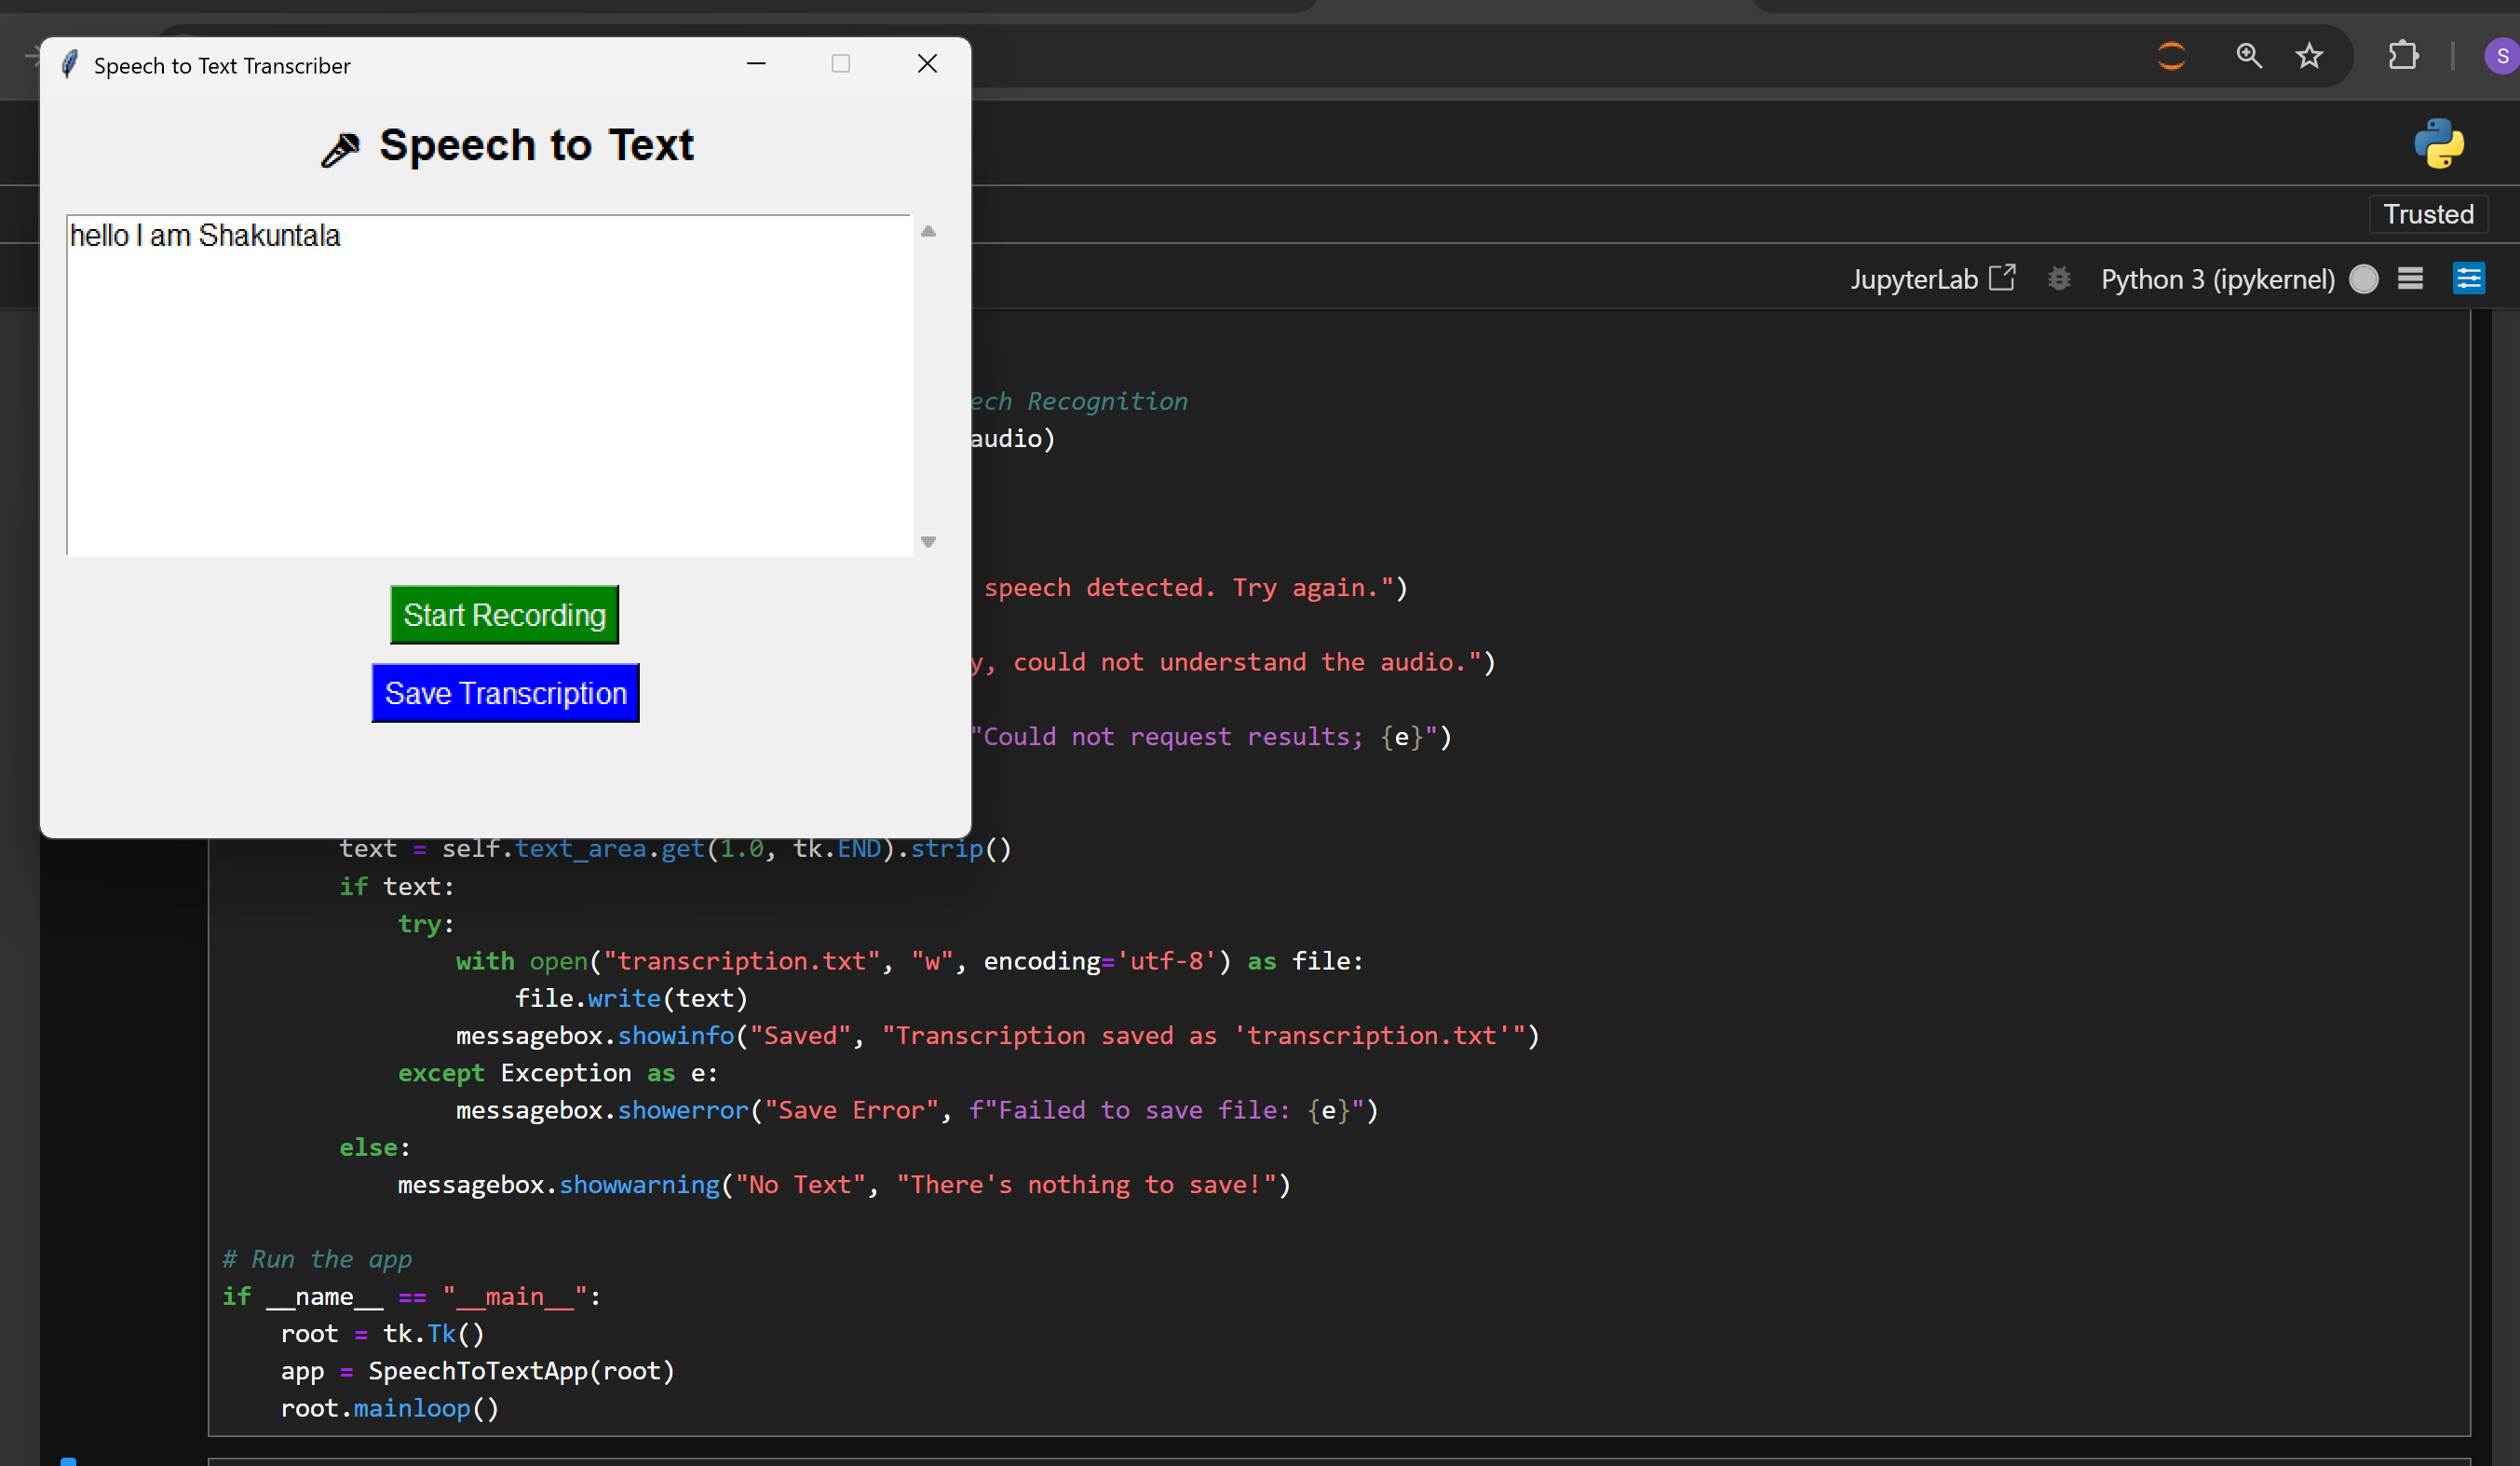 Speech to Text Transcriber
S
🎤 Speech to Text
Trusted
hello I am Shakuntala
JupyterLab
Python 3 (ipykernel)
ech Recognition
audio)
speech detected. Try again.")
Start Recording
y, could not understand the audio.")
Save Transcription
"Could not request results; {e}")
text = self.text_area.get(1.0, tk.END).strip()
if text:
try:
with open("transcription.txt", "w", encoding='utf-8') as file:
file.write(text)
messagebox.showinfo("Saved", "Transcription saved as 'transcription.txt'")
except Exception as e:
messagebox.showerror("Save Error", f"Failed to save file: {e}")
else:
messagebox.showwarning("No Text", "There's nothing to save!")
# Run the app
if __name__ == "__main__":
root = tk.Tk()
app = SpeechToTextApp(root)
root.mainloop()